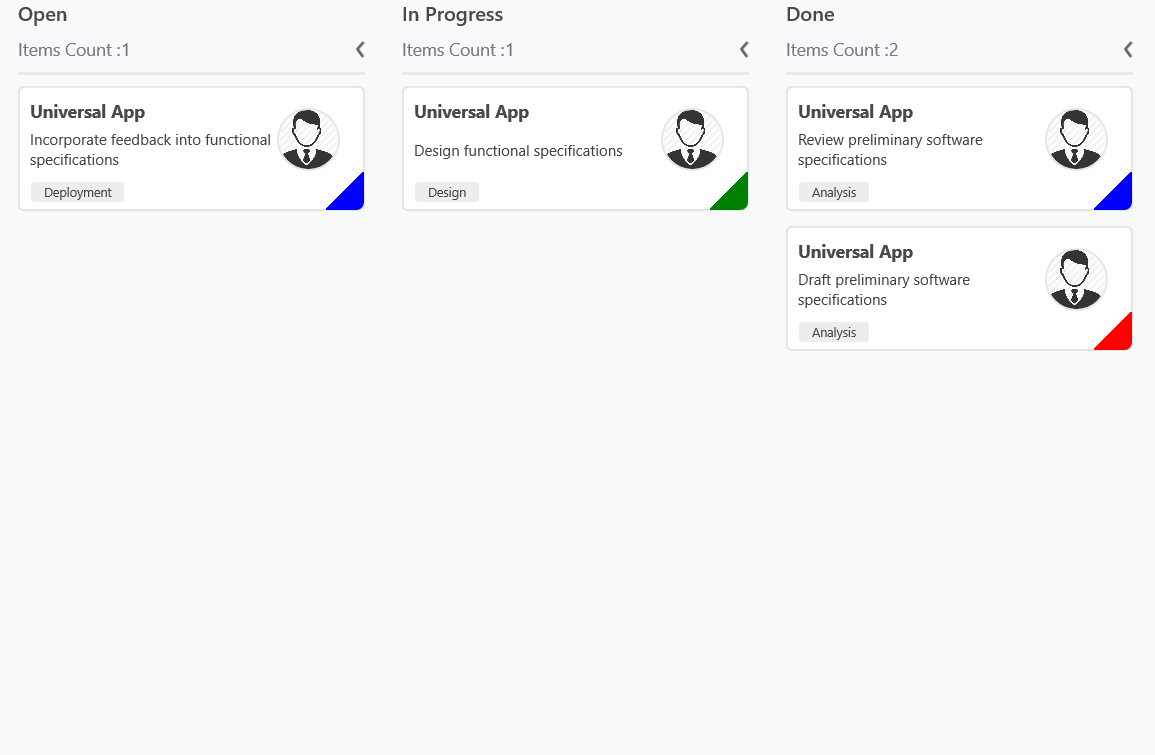 Open
Items Count :1
Universal App
Incorporate feedback into functional
specifications
Deployment
In Progress
Items Count :1
Universal App
Design functional specifications
Design
Done
Items Count :2
Universal App
Review preliminary software
specifications
Analysis
Universal App
Draft preliminary software
specifications
Analysis